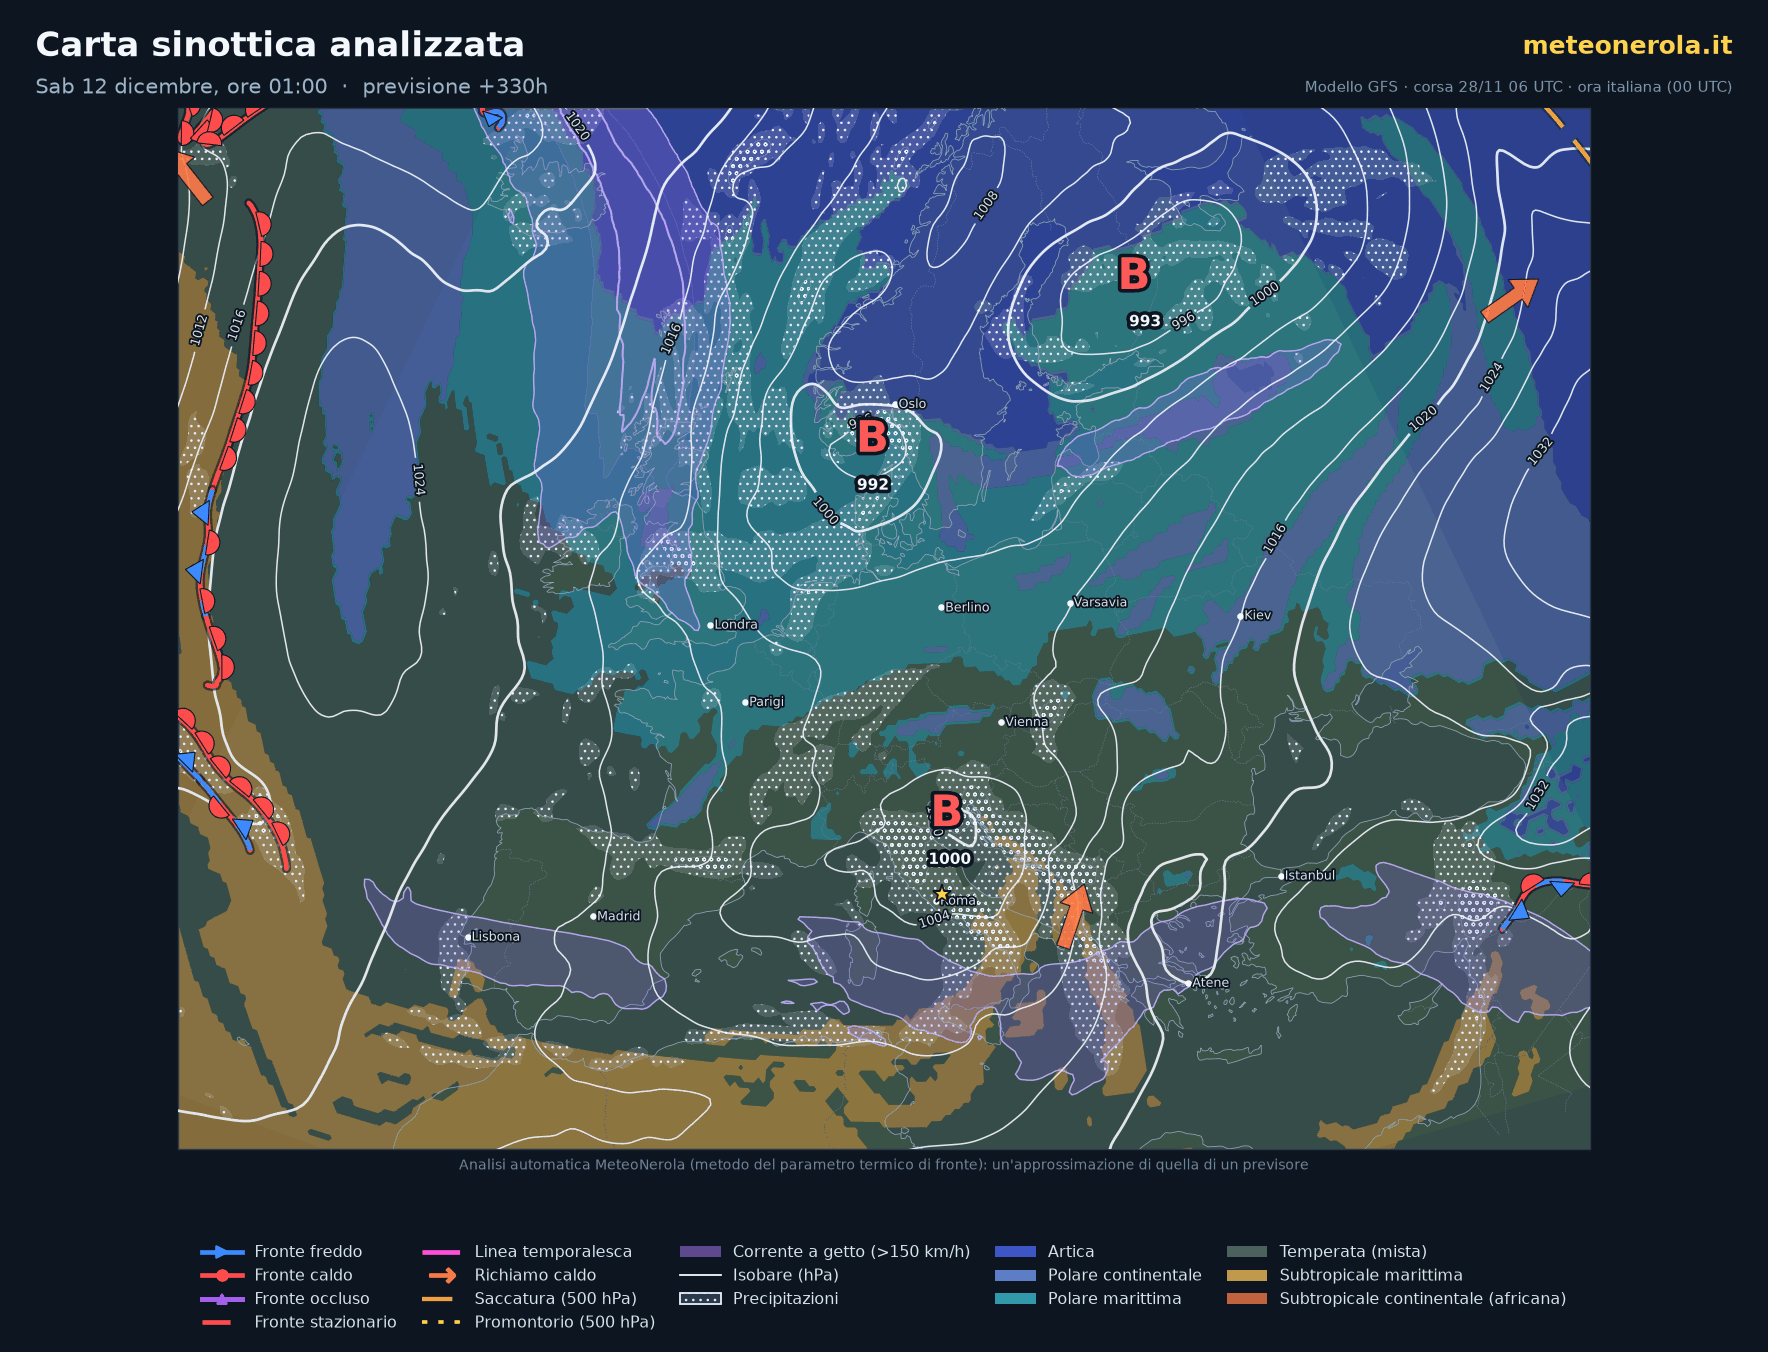 Carta sinottica analizzata
meteonerola.it
Sab 12 dicembre, ore 01:00 · previsione +330h
Modello GFS · corsa 28/11 06 UTC · ora italiana (00 UTC)
1020
1008
1012
1016
1016
B
993
996
1000
1024
1020
1032
1024
Oslo
B
992
1000
1016
Berlino
Varsavia
Kiev
Londra
Parigi
Vienna
1032
B
1000
Roma
1004
Istanbul
Madrid
Lisbona
Atene
Analisi automatica MeteoNerola (metodo del parametro termico di fronte): un'approssimazione di quella di un previsore
Fronte freddo
Fronte caldo
Fronte occluso
Fronte stazionario
Linea temporalesca
Richiamo caldo
Saccatura (500 hPa)
Promontorio (500 hPa)
Corrente a getto (>150 km/h)
Isobare (hPa)
Precipitazioni
Artica
Polare continentale
Polare marittima
Temperata (mista)
Subtropicale marittima
Subtropicale continentale (africana)